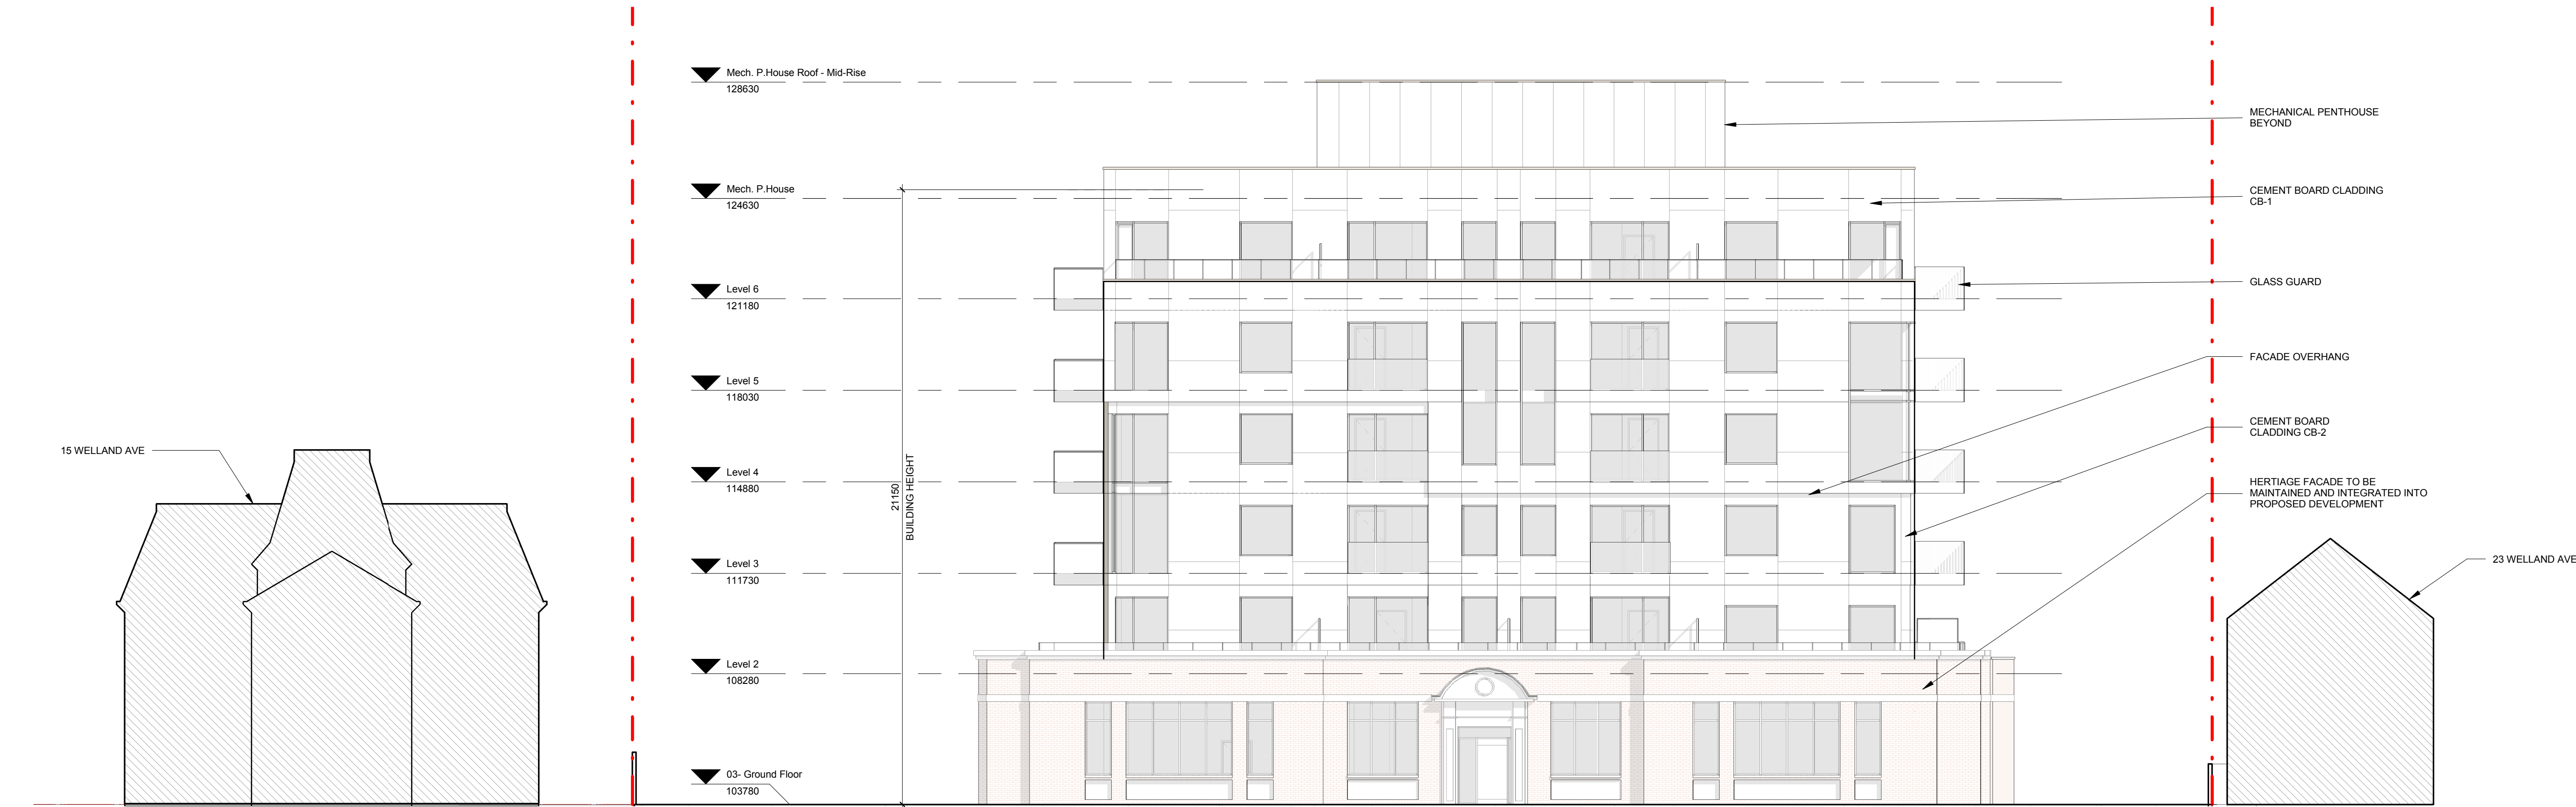 Mech. P.House Roof - Mid-Rise
128630
MECHANICAL PENTHOUSE
BEYOND
Mech. P.House
124630
CEMENT BOARD CLADDING
CB-1
Level 6
121180
GLASS GUARD
Level 5
118030
FACADE OVERHANG
15 WELLAND AVE
Level 4
114880
21150
BUILDING HEIGHT
CEMENT BOARD
CLADDING CB-2
HERTIAGE FACADE TO BE
MAINTAINED AND INTEGRATED INTO
PROPOSED DEVELOPMENT
Level 3
111730
23 WELLAND AVE
Level 2
108280
03- Ground Floor
103780